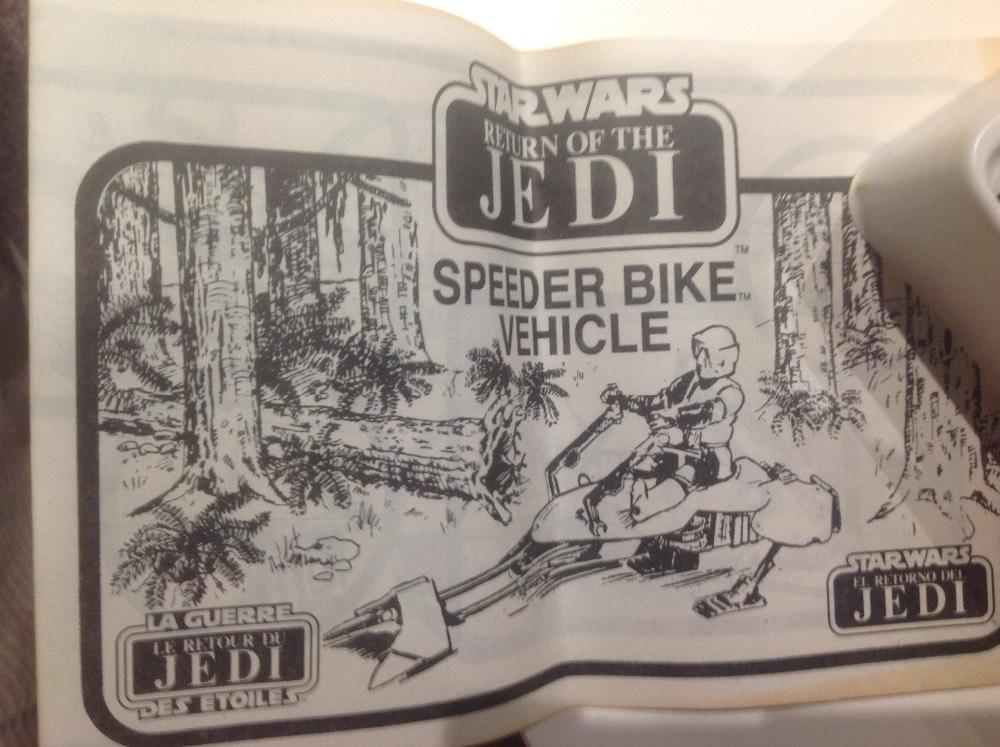 STAR WARS
RETURN OF THE
JEDI
™
SPEEDER BIKE™
VEHICLE
LA GUERRE
LE RETOUR DU
JEDI
DES ETOILES
STAR WARS
EL RETORNO DEL
JEDI